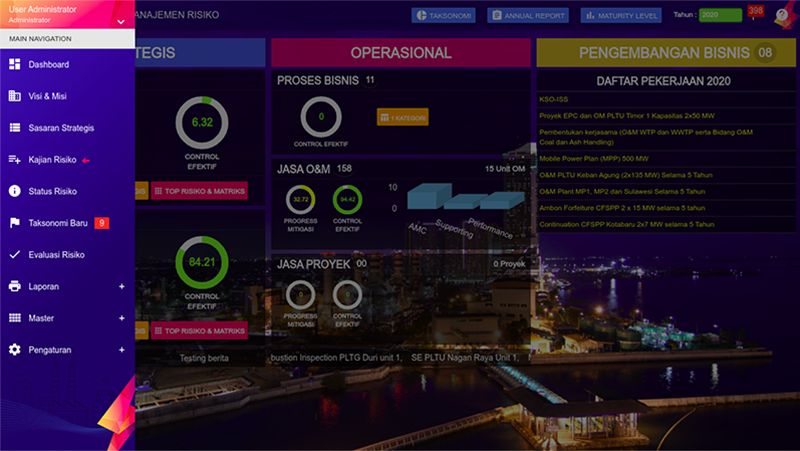 User Administrator
Administrator
MAIN NAVIGATION
Dashboard
Visi & Misi
Sasaran Strategis
Kajian Risiko
Status Risiko
Taksonomi Baru 9
Evaluasi Risiko
Laporan +
Master +
Pengaturan +
ANAJEMEN RISIKO
TAKSONOMI
ANNUAL REPORT
MATURITY LEVEL
Tahun : 2020
398
?
TEGIS
6.32
CONTROL
EFEKTIF
TOP RISIKO & MATRIKS
84.21
CONTROL
EFEKTIF
TOP RISIKO & MATRIKS
OPERASIONAL
PROSES BISNIS 11
0
CONTROL EFEKTIF
1 KATEGORI
JASA O&M 158
15 Unit OM
32.72
PROGRESS
MITIGASI
94.42
CONTROL
EFEKTIF
10
0
AMC
Supporting
Performance
JASA PROYEK 00
0 Proyek
0
PROGRESS
MITIGASI
CONTROL
EFEKTIF
PENGEMBANGAN BISNIS 08
DAFTAR PEKERJAAN 2020
KSO-ISS
Proyek EPC dan OM PLTU Timor 1 Kapasitas 2x50 MW
Pembentukan kerjasama (O&M WTP dan WWTP serta Bidang O&M
Coal dan Ash Handling)
Mobile Power Plan (MPP) 500 MW
O&M PLTU Keban Agung (2x135 MW) Selama 5 Tahun
O&M Plant MP1, MP2 dan Sulawesi Selama 5 Tahun
Ambon Forfeiture CFSPP 2 x 15 MW selama 5 tahun
Continuation CFSPP Kotabaru 2x7 MW selama 5 tahun
Testing berita
bustion Inspection PLTG Duri unit 1, SE PLTU Nagan Raya Unit 1,